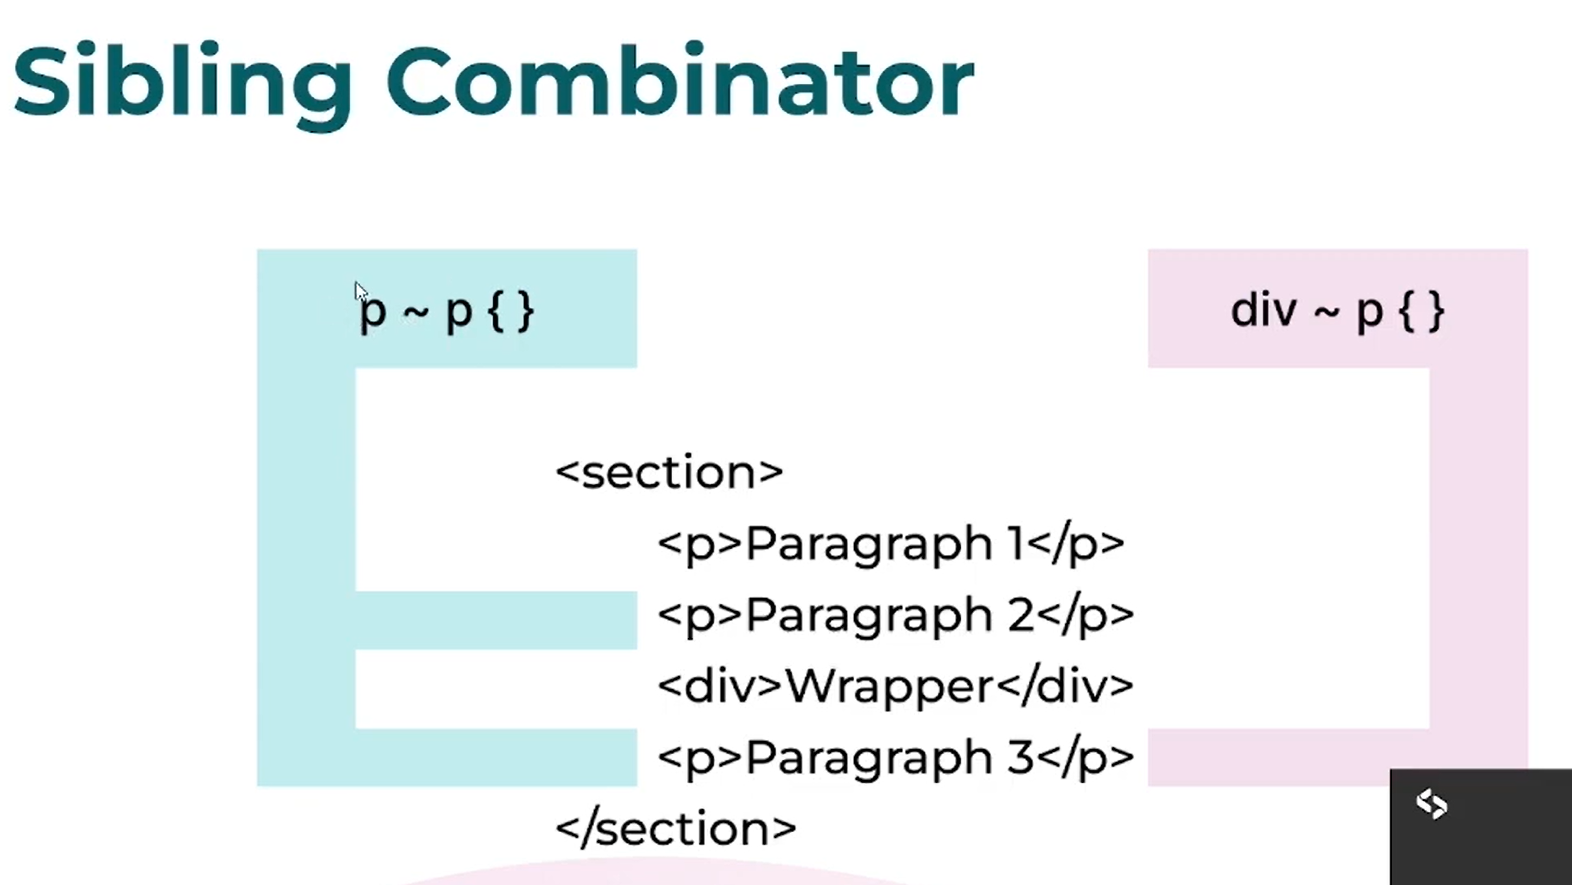 Sibling Combinator
p ~ p { }
div ~ p { }
<section>
<p>Paragraph 1</p>
<p>Paragraph 2</p>
<div>Wrapper</div>
<p>Paragraph 3</p>
</section>